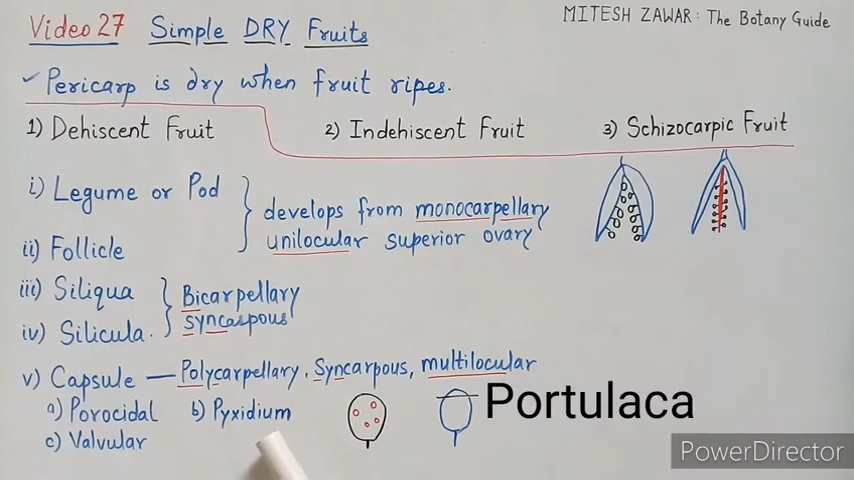 Video 27 Simple DRY Fruits
MITESH ZAWAR: The Botany Guide
✓ Pericarp is dry when fruit ripes.
1) Dehiscent Fruit 2) Indehiscent Fruit 3) Schizocarpic Fruit
i) Legume or Pod
develops from monocarpellary
unilocular superior ovary
ii) Follicle
iii) Siliqua
Bicarpellary
syncarpous
iv) Silicula.
v) Capsule — Polycarpellary, Syncarpous, multilocular
a) Porocidal b) Pyxidium
Portulaca
c) Valvular
PowerDirector